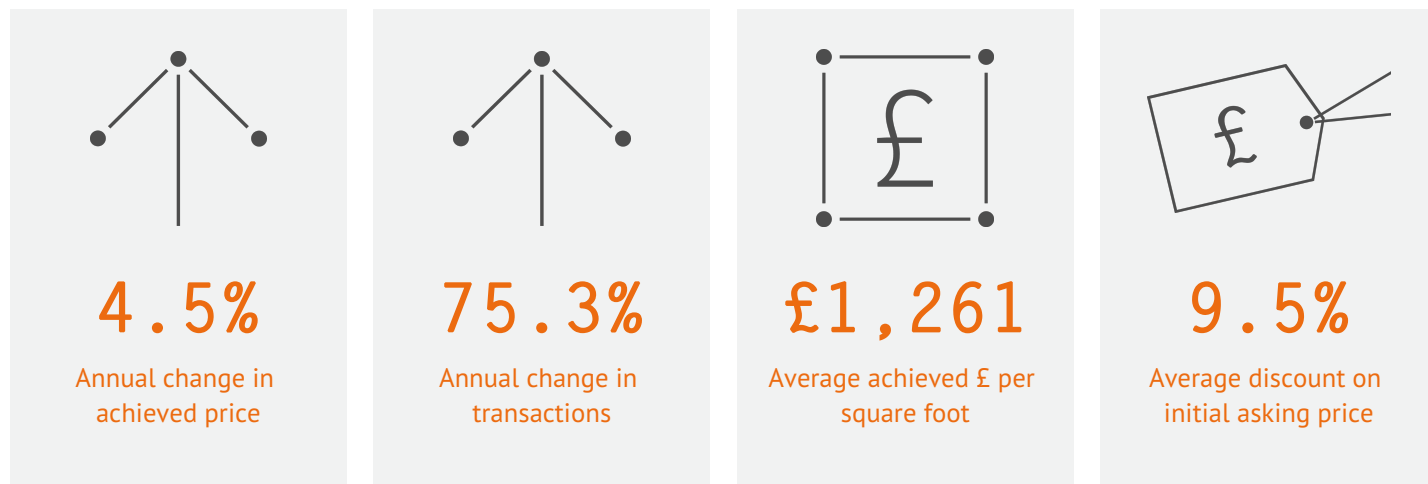 £
£
4.5%
Annual change in
achieved price
75.3%
Annual change in
transactions
£1,261
Average achieved £ per
square foot
9.5%
Average discount on
initial asking price